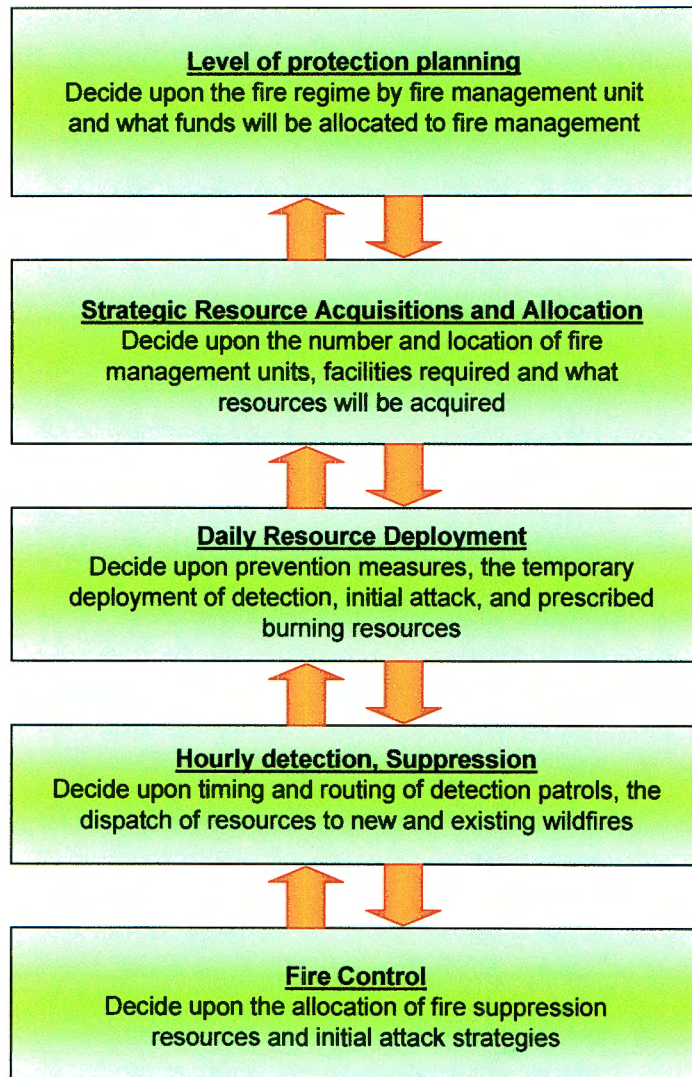 Level of protection planning
Decide upon the fire regime by fire management unit
and what funds will be allocated to fire management
Strategic Resource Acquisitions and Allocation
Decide upon the number and location of fire
management units, facilities required and what
resources will be acquired
Daily Resource Deployment
Decide upon prevention measures, the temporary
deployment of detection, initial attack, and prescribed
burning resources
Hourly detection, Suppression
Decide upon timing and routing of detection patrols, the
dispatch of resources to new and existing wildfires
Fire Control
Decide upon the allocation of fire suppression
resources and initial attack strategies